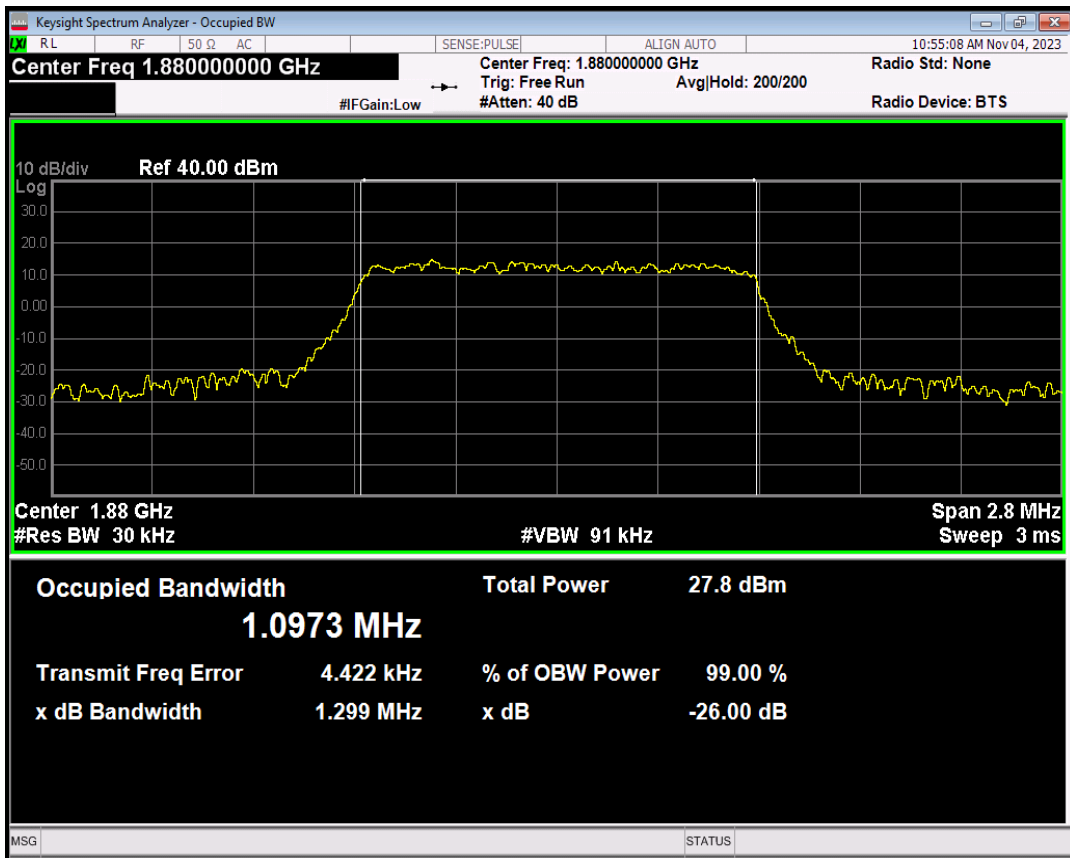 Keysight Spectrum Analyzer - Occupied BW
LXI RL RF 50 Ω AC SENSE:PULSE ALIGN AUTO 10:55:08 AM Nov 04, 2023
Center Freq 1.880000000 GHz Center Freq: 1.880000000 GHz Radio Std: None
Trig: Free Run Avg|Hold: 200/200
#IFGain:Low #Atten: 40 dB Radio Device: BTS
10 dB/div Ref 40.00 dBm
Log
30.0
20.0
10.0
0.00
-10.0
-20.0
-30.0
-40.0
-50.0
Center 1.88 GHz Span 2.8 MHz
#Res BW 30 kHz #VBW 91 kHz Sweep 3 ms
Occupied Bandwidth Total Power 27.8 dBm
1.0973 MHz
Transmit Freq Error 4.422 kHz % of OBW Power 99.00 %
x dB Bandwidth 1.299 MHz x dB -26.00 dB
MSG STATUS